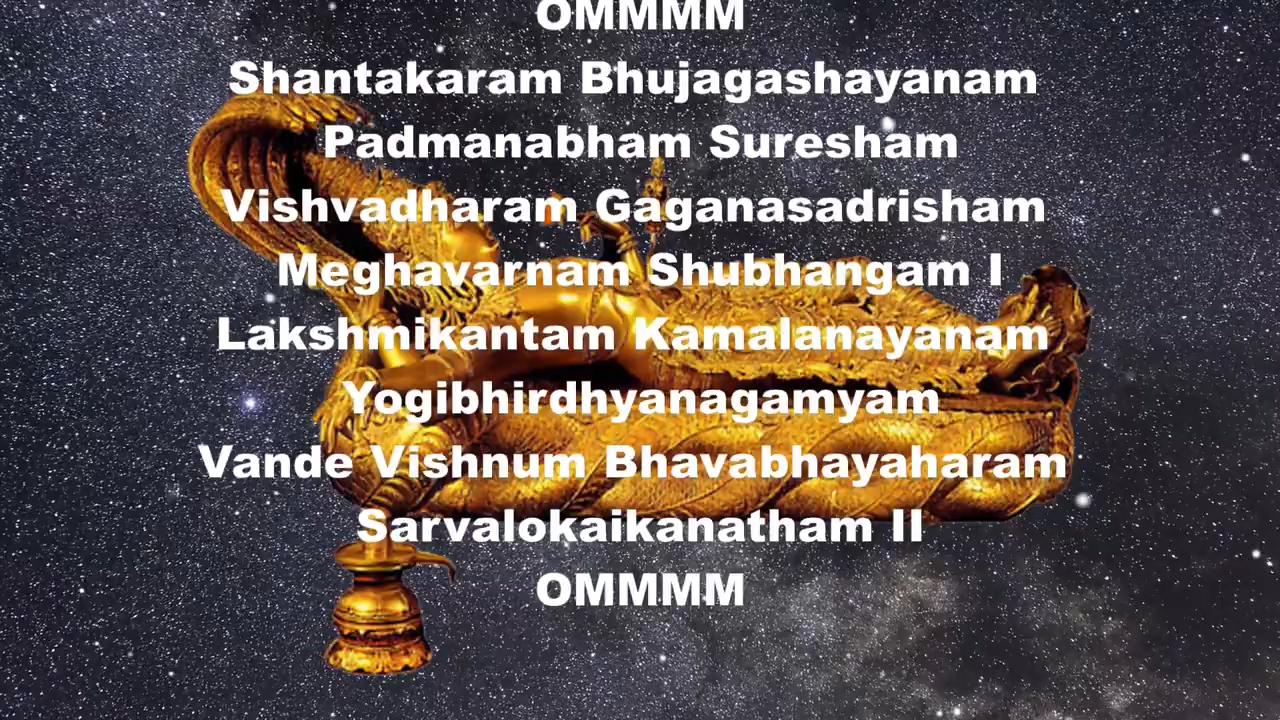 OMMMM
Shantakaram Bhujagashayanam
Padmanabham Suresham
Vishvadharam Gaganasadrisham
Meghavarnam Shubhangam I
Lakshmikantam Kamalanayanam
Yogibhirdhyanagamyam
Vande Vishnum Bhavabhayaharam
Sarvalokaikanatham II
OMMMM